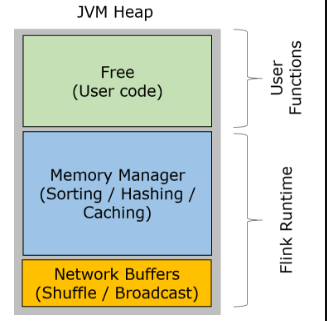 JVM Heap
Free
(User code)
User
Functions
Memory Manager
(Sorting / Hashing /
Caching)
Flink Runtime
Network Buffers
(Shuffle / Broadcast)